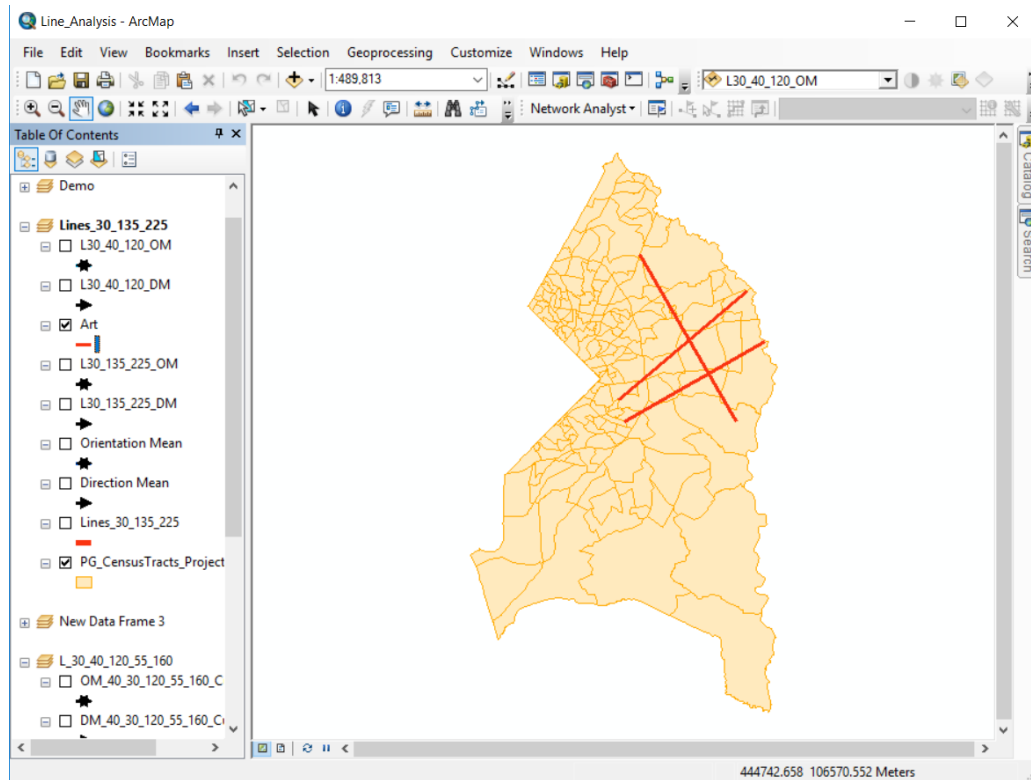 Line_Analysis - ArcMap
File Edit View Bookmarks Insert Selection Geoprocessing Customize Windows Help
1:489,813 L30_40_120_OM
Network Analyst
Table Of Contents
Demo
Lines_30_135_225
L30_40_120_OM
L30_40_120_DM
Art
L30_135_225_OM
L30_135_225_DM
Orientation Mean
Direction Mean
Lines_30_135_225
PG_CensusTracts_Project
New Data Frame 3
L_30_40_120_55_160
OM_40_30_120_55_160_C
DM_40_30_120_55_160_Co
Catalog
Search
444742.658 106570.552 Meters